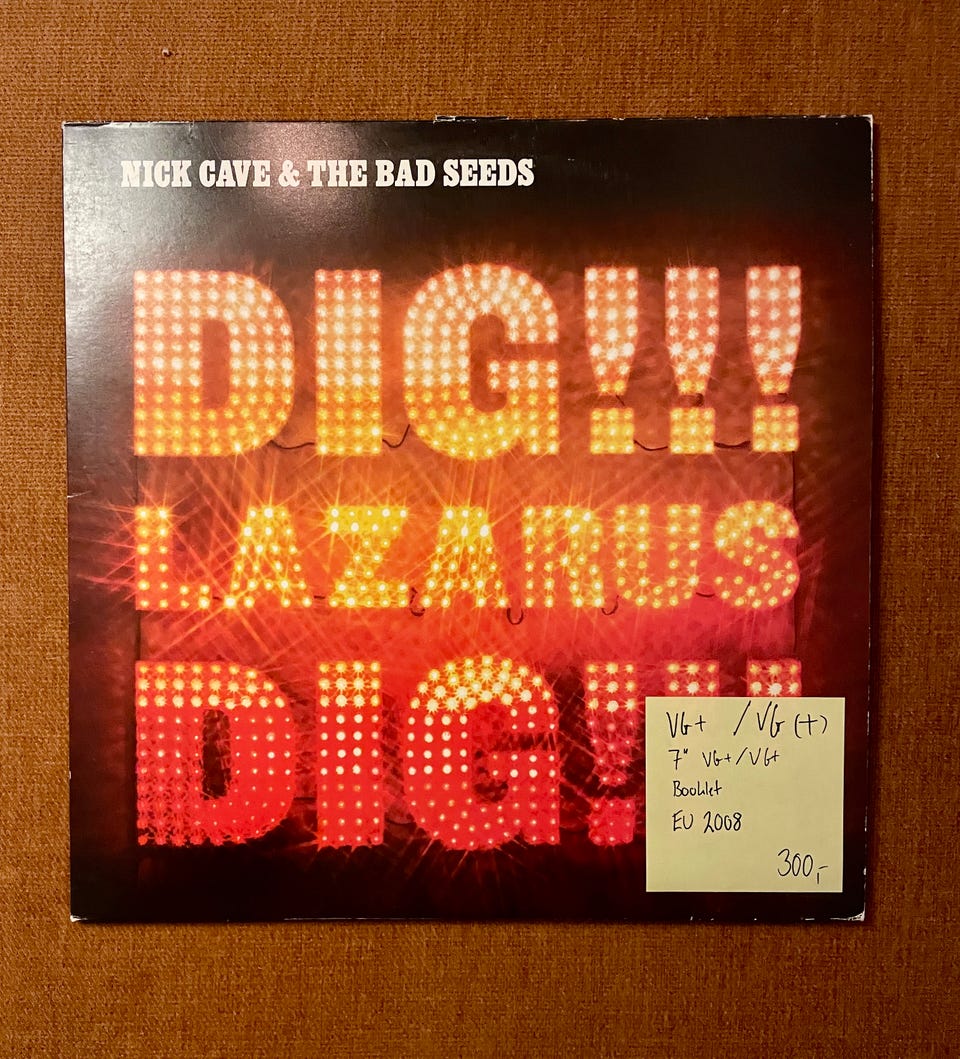 NICK CAVE & THE BAD SEEDS
DIG!!!
LAZARUS
DIG!!!
VG+ / VG (+)
7" VG+/VG+
Booklet
EU 2008
300,-